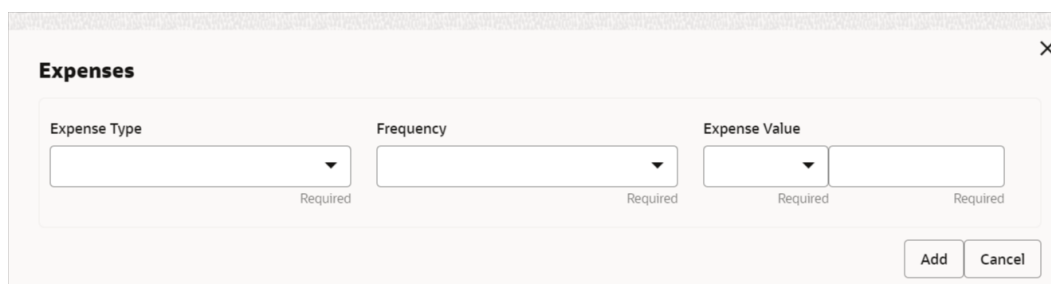 Expenses
Expense Type Frequency Expense Value
Required Required Required Required
Add Cancel